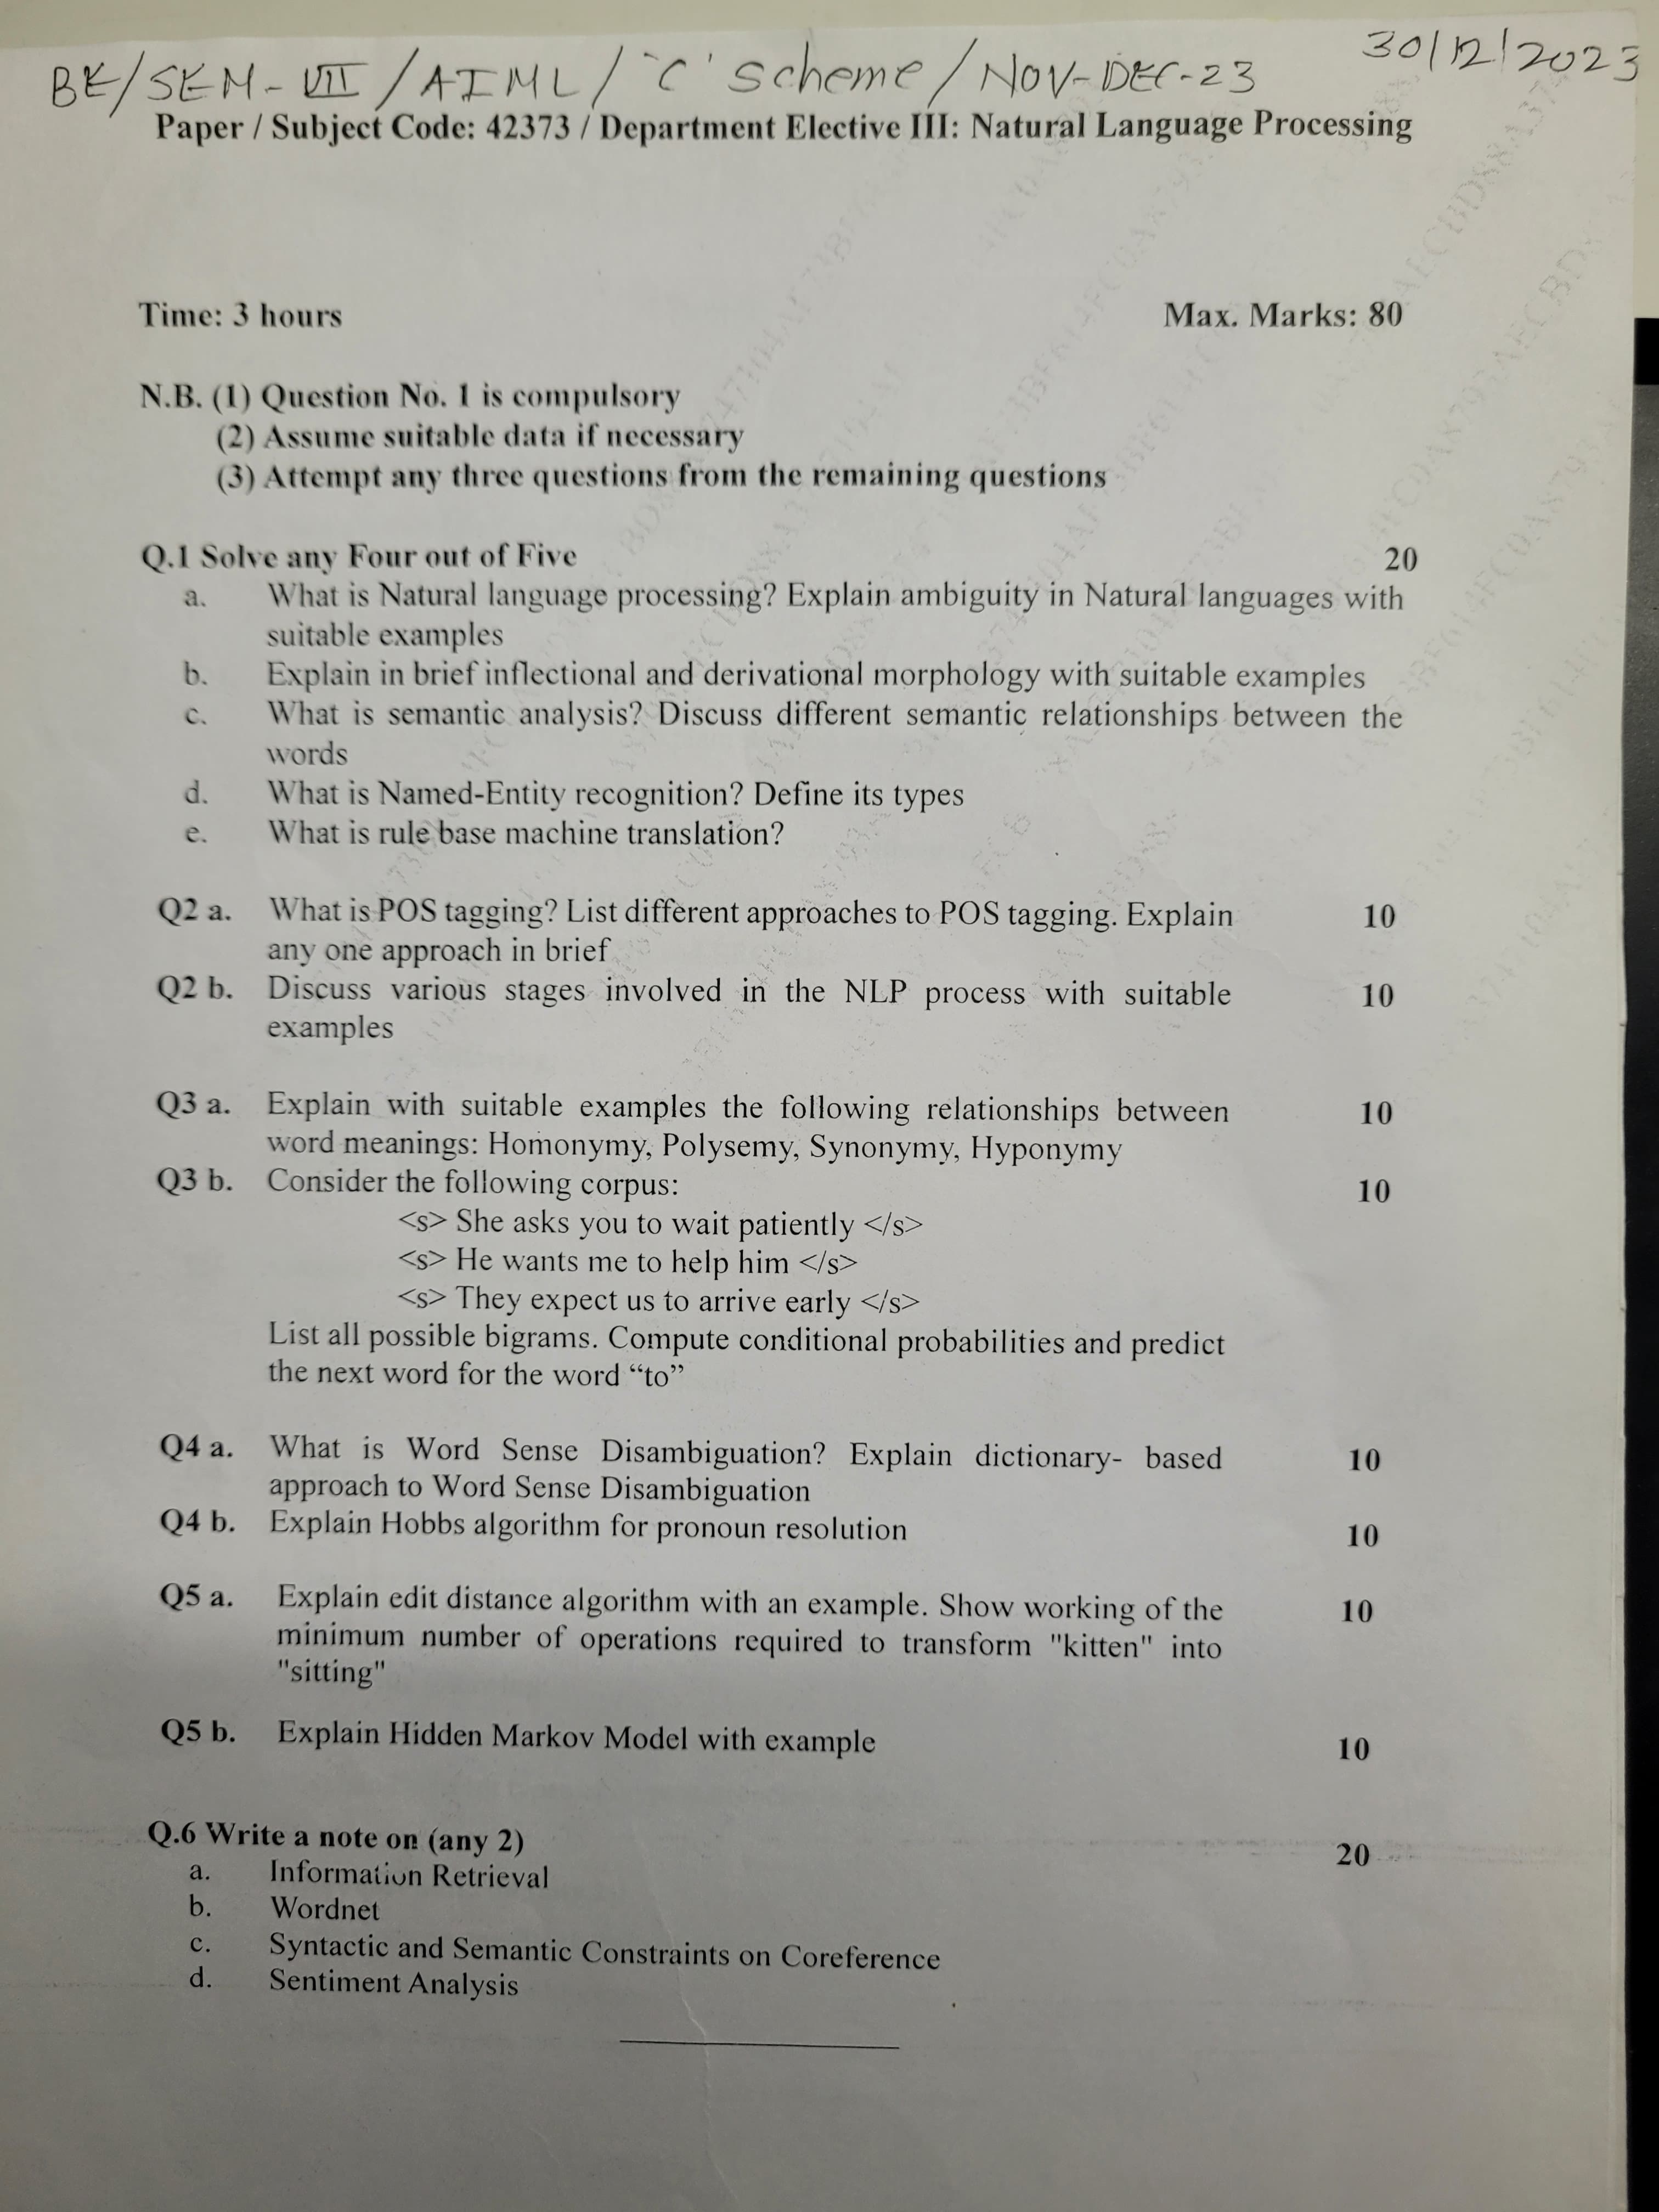 BE/SEM-VII/AIML/'C' Scheme/NOV-DEC-23
30/12/2023
Paper / Subject Code: 42373 / Department Elective III: Natural Language Processing
Time: 3 hours Max. Marks: 80
N.B. (1) Question No. 1 is compulsory
(2) Assume suitable data if necessary
(3) Attempt any three questions from the remaining questions
Q.1 Solve any Four out of Five 20
a. What is Natural language processing? Explain ambiguity in Natural languages with
suitable examples
b. Explain in brief inflectional and derivational morphology with suitable examples
c. What is semantic analysis? Discuss different semantic relationships between the
words
d. What is Named-Entity recognition? Define its types
e. What is rule base machine translation?
Q2 a. What is POS tagging? List different approaches to POS tagging. Explain 10
any one approach in brief
Q2 b. Discuss various stages involved in the NLP process with suitable 10
examples
Q3 a. Explain with suitable examples the following relationships between 10
word meanings: Homonymy, Polysemy, Synonymy, Hyponymy
Q3 b. Consider the following corpus: 10
<s> She asks you to wait patiently </s>
<s> He wants me to help him </s>
<s> They expect us to arrive early </s>
List all possible bigrams. Compute conditional probabilities and predict
the next word for the word “to”
Q4 a. What is Word Sense Disambiguation? Explain dictionary- based 10
approach to Word Sense Disambiguation
Q4 b. Explain Hobbs algorithm for pronoun resolution 10
Q5 a. Explain edit distance algorithm with an example. Show working of the 10
minimum number of operations required to transform "kitten" into
"sitting"
Q5 b. Explain Hidden Markov Model with example 10
Q.6 Write a note on (any 2) 20
a. Information Retrieval
b. Wordnet
c. Syntactic and Semantic Constraints on Coreference
d. Sentiment Analysis